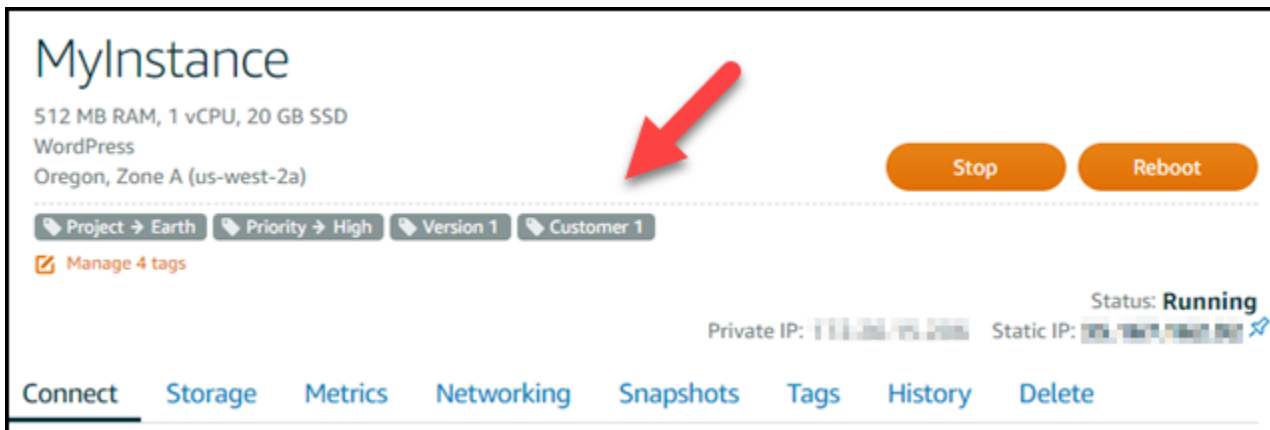 MyInstance
512 MB RAM, 1 vCPU, 20 GB SSD
WordPress
Oregon, Zone A (us-west-2a)
Stop Reboot
Project → Earth Priority → High Version 1 Customer 1
Manage 4 tags
Status: Running
Private IP: Static IP:
Connect Storage Metrics Networking Snapshots Tags History Delete